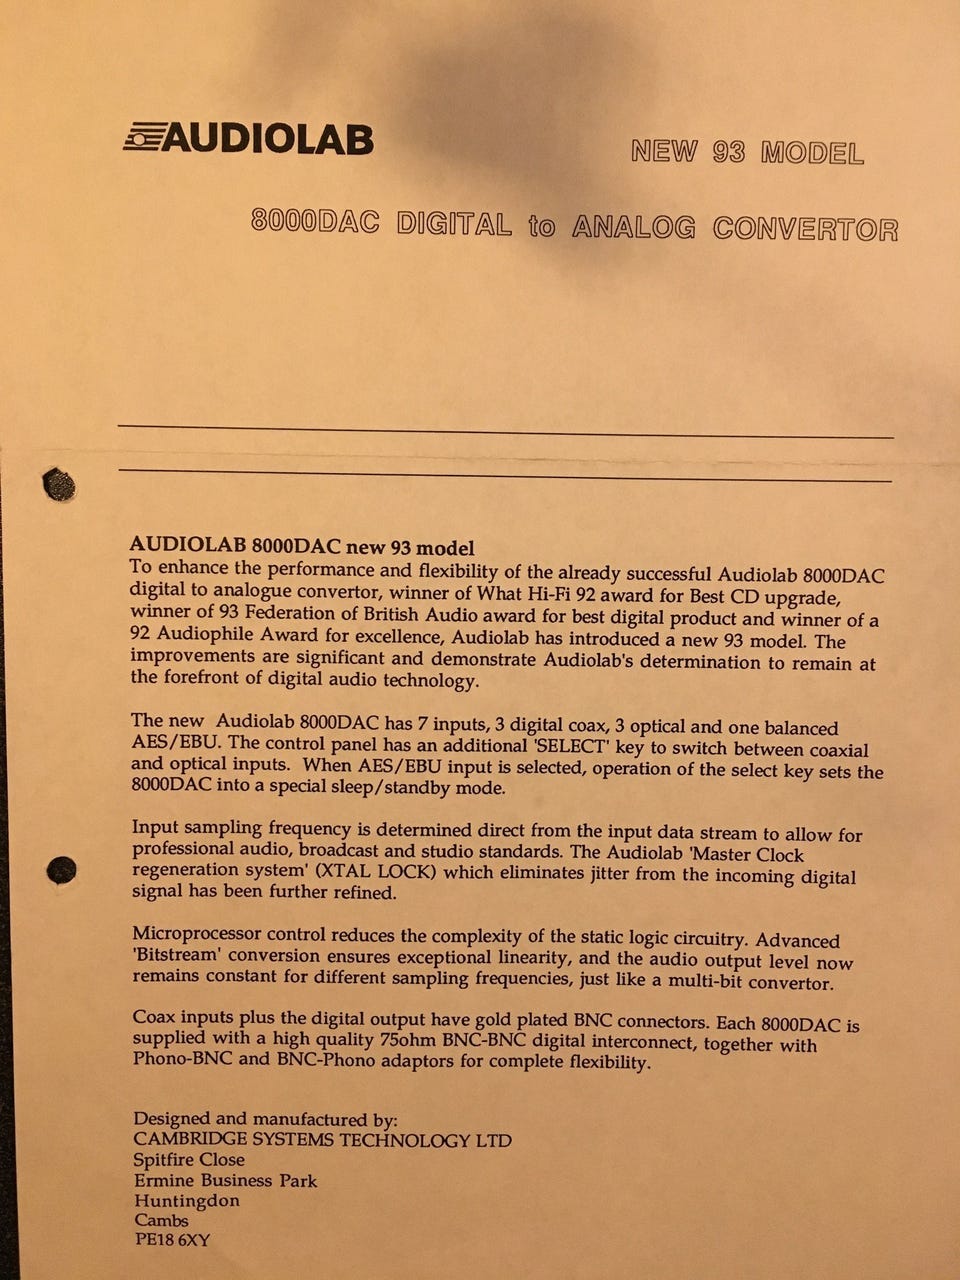 AUDIOLAB
NEW 93 MODEL
8000DAC DIGITAL to ANALOG CONVERTOR
AUDIOLAB 8000DAC new 93 model
To enhance the performance and flexibility of the already successful Audiolab 8000DAC
digital to analogue convertor, winner of What Hi-Fi 92 award for Best CD upgrade,
winner of 93 Federation of British Audio award for best digital product and winner of a
92 Audiophile Award for excellence, Audiolab has introduced a new 93 model. The
improvements are significant and demonstrate Audiolab's determination to remain at
the forefront of digital audio technology.
The new Audiolab 8000DAC has 7 inputs, 3 digital coax, 3 optical and one balanced
AES/EBU. The control panel has an additional 'SELECT' key to switch between coaxial
and optical inputs. When AES/EBU input is selected, operation of the select key sets the
8000DAC into a special sleep/standby mode.
Input sampling frequency is determined direct from the input data stream to allow for
professional audio, broadcast and studio standards. The Audiolab 'Master Clock
regeneration system' (XTAL LOCK) which eliminates jitter from the incoming digital
signal has been further refined.
Microprocessor control reduces the complexity of the static logic circuitry. Advanced
'Bitstream' conversion ensures exceptional linearity, and the audio output level now
remains constant for different sampling frequencies, just like a multi-bit convertor.
Coax inputs plus the digital output have gold plated BNC connectors. Each 8000DAC is
supplied with a high quality 75ohm BNC-BNC digital interconnect, together with
Phono-BNC and BNC-Phono adaptors for complete flexibility.
Designed and manufactured by:
CAMBRIDGE SYSTEMS TECHNOLOGY LTD
Spitfire Close
Ermine Business Park
Huntingdon
Cambs
PE18 6XY